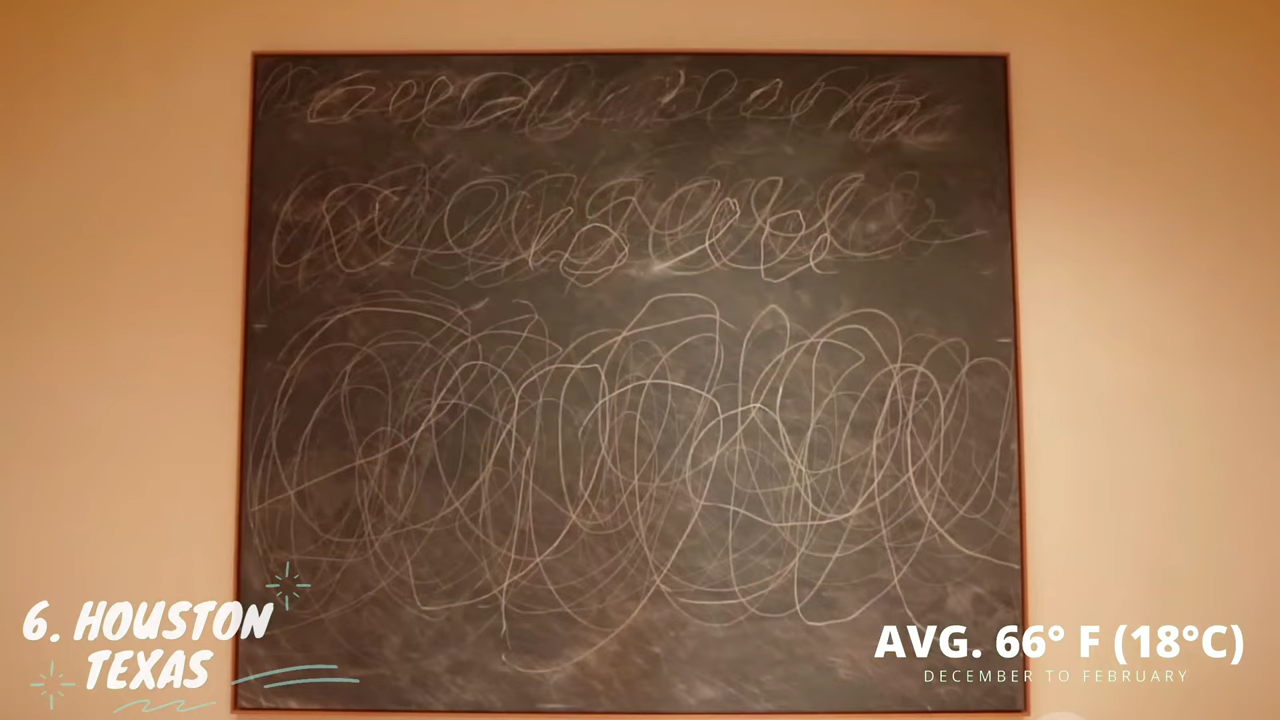 6. HOUSTON
TEXAS
AVG. 66° F (18°C)
DECEMBER TO FEBRUARY